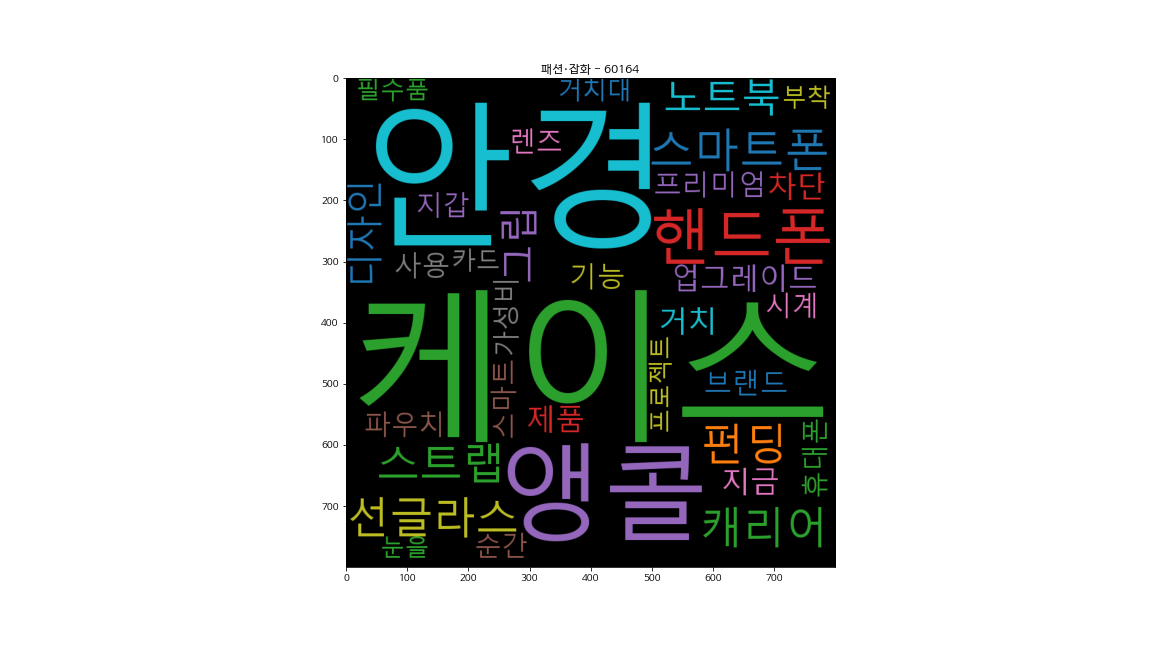 패션·잡화 - 60164
0
100
200
300
400
500
600
700
필수품
거치대
노트북
부착
안경
렌즈
스마트폰
프리미엄
차단
디자인
지갑
그립
핸드폰
사용
카드
기능
업그레이드
케이스
가성비
거치
시계
스마트
프로젝트
브랜드
파우치
제품
펀딩
휴대폰
스트랩
앵콜
지금
선글라스
캐리어
눈을
순간
0
100
200
300
400
500
600
700